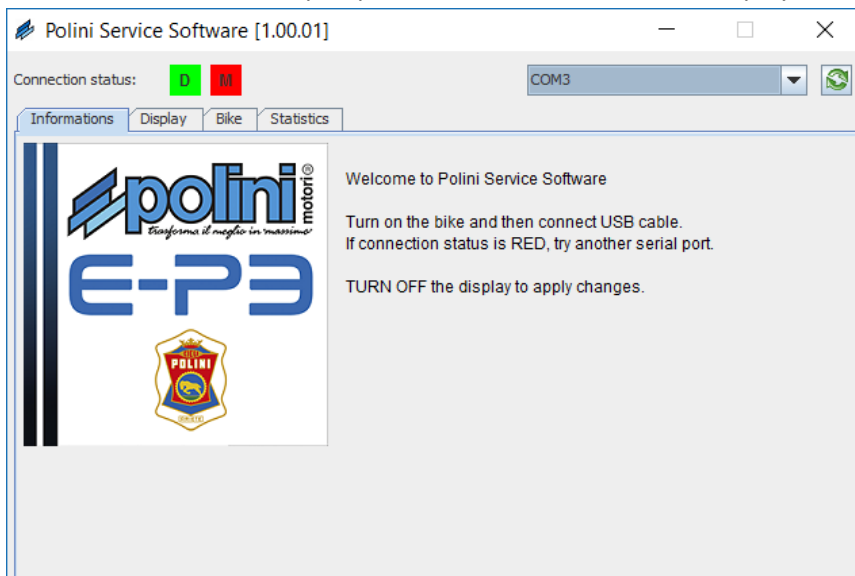 Polini Service Software [1.00.01]
Connection status: D M COM3
Informations Display Bike Statistics
polini motori®
trasforma il meglio in massimo
E-P3
POLINI
Welcome to Polini Service Software
Turn on the bike and then connect USB cable.
If connection status is RED, try another serial port.
TURN OFF the display to apply changes.